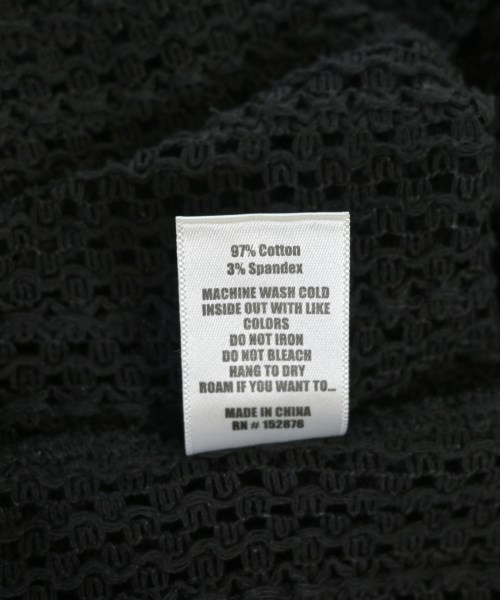 97% Cotton
3% Spandex
MACHINE WASH COLD
INSIDE OUT WITH LIKE
COLORS
DO NOT IRON
DO NOT BLEACH
HANG TO DRY
ROAM IF YOU WANT TO...
MADE IN CHINA
RN # 152876